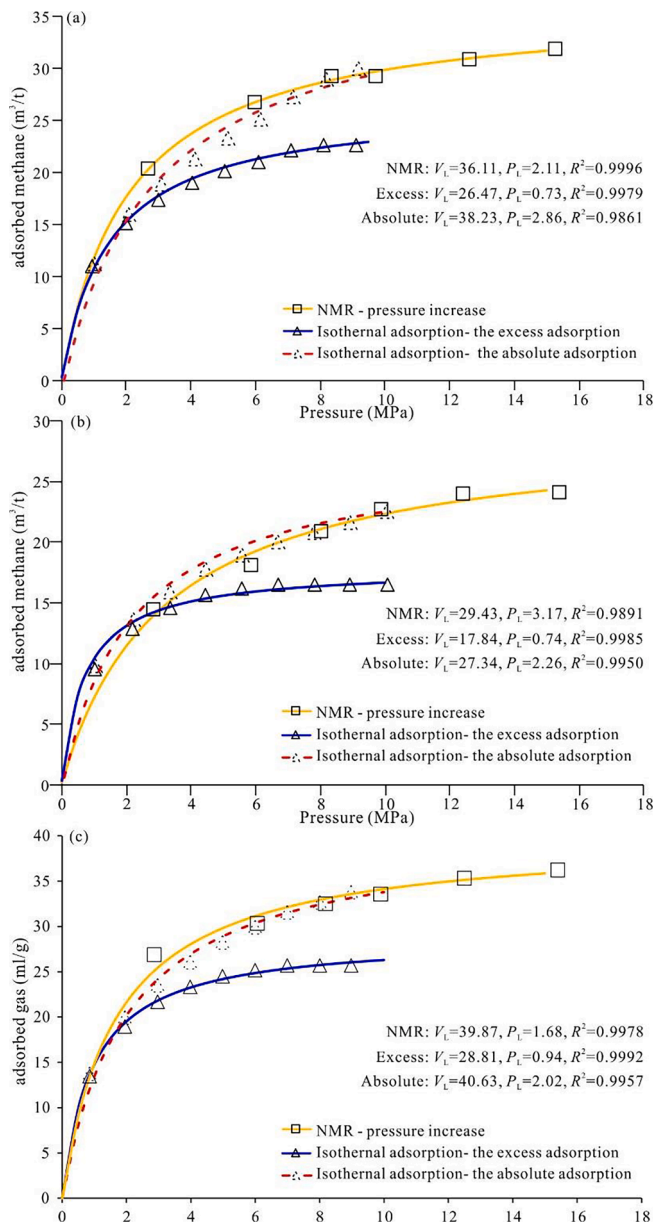 (a)
35
30
25
20
15
10
5
0
adsorbed methane (m³/t)
NMR: V_L=36.11, P_L=2.11, R²=0.9996
Excess: V_L=26.47, P_L=0.73, R²=0.9979
Absolute: V_L=38.23, P_L=2.86, R²=0.9861
NMR - pressure increase
Isothernal adsorption- the excess adsorption
Isothernal adsorption- the absolute adsorption
0 2 4 6 8 10 12 14 16 18
Pressure (MPa)
(b)
30
25
20
15
10
5
0
adsorbed methane (m³/t)
NMR: V_L=29.43, P_L=3.17, R²=0.9891
Excess: V_L=17.84, P_L=0.74, R²=0.9985
Absolute: V_L=27.34, P_L=2.26, R²=0.9950
NMR - pressure increase
Isothernal adsorption- the excess adsorption
Isothernal adsorption- the absolute adsorption
0 2 4 6 8 10 12 14 16 18
Pressure (MPa)
(c)
40
35
30
25
20
15
10
5
0
adsorbed gas (ml/g)
NMR: V_L=39.87, P_L=1.68, R²=0.9978
Excess: V_L=28.81, P_L=0.94, R²=0.9992
Absolute: V_L=40.63, P_L=2.02, R²=0.9957
NMR - pressure increase
Isothernal adsorption- the excess adsorption
Isothernal adsorption- the absolute adsorption
0 2 4 6 8 10 12 14 16 18